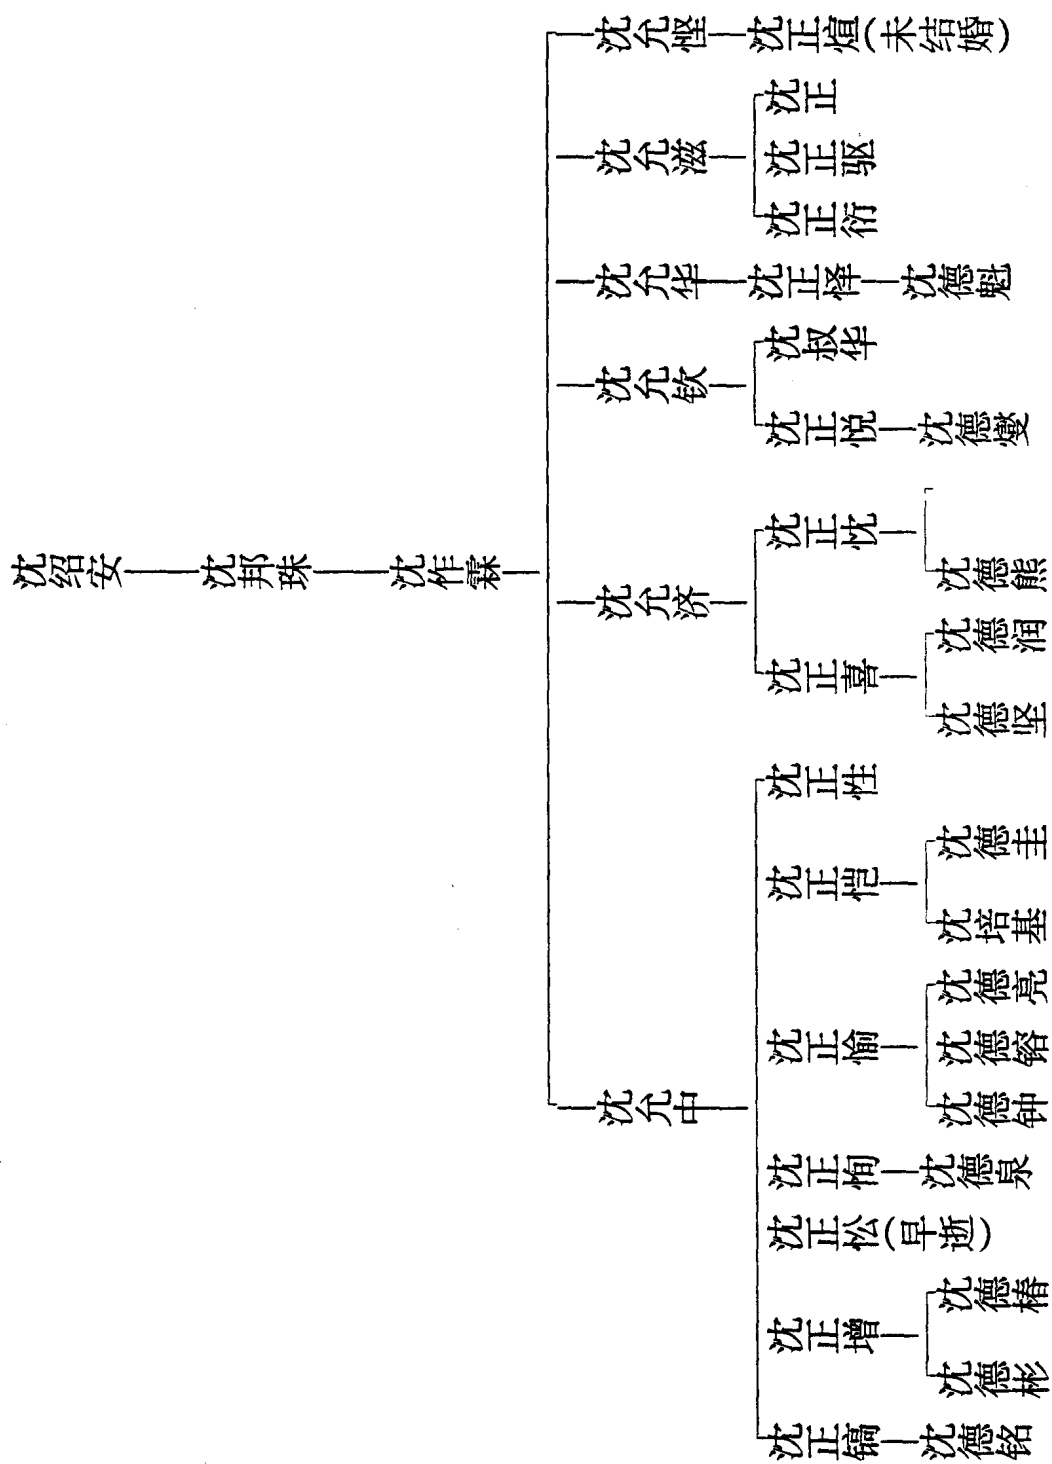 沈绍安
沈邦珠
沈作霖
沈允悭
沈正煊(未结婚)
沈允滋
沈正
沈正驱
沈正衍
沈允华
沈正怿
沈德魁
沈允钦
沈叔华
沈正悦
沈德燮
沈允济
沈正忱
沈德熊
沈正喜
沈德润
沈德坚
沈允中
沈正性
沈正恺
沈德圭
沈培基
沈正愉
沈德亮
沈德镕
沈德钟
沈正恂
沈德泉
沈正忪(早逝)
沈正增
沈德椿
沈德彬
沈正镐
沈德铭